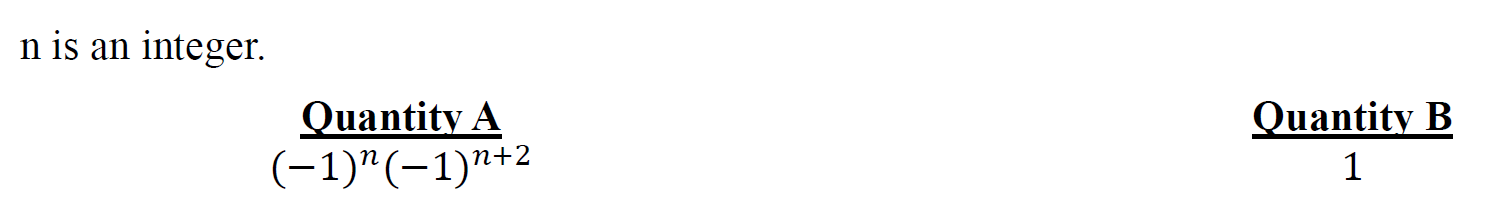 n is an integer.
Quantity A Quantity B
(−1)ⁿ(−1)ⁿ⁺² 1